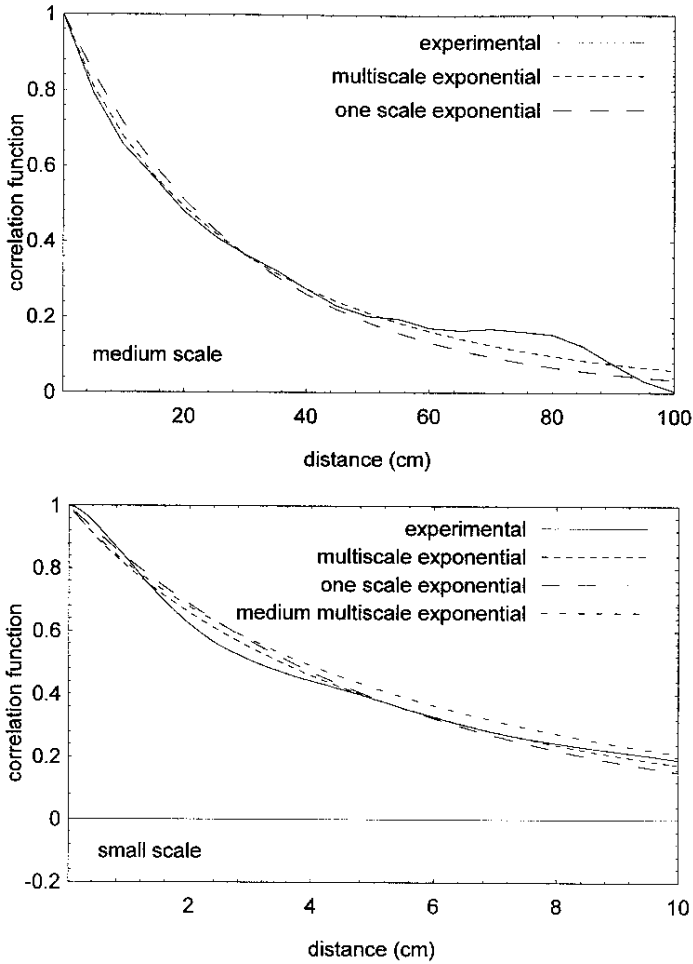 correlation function
1
0.8
0.6
0.4
0.2
0
experimental
multiscale exponential
one scale exponential
medium scale
20
40
60
80
100
distance (cm)
correlation function
1
0.8
0.6
0.4
0.2
0
-0.2
experimental
multiscale exponential
one scale exponential
medium multiscale exponential
small scale
2
4
6
8
10
distance (cm)